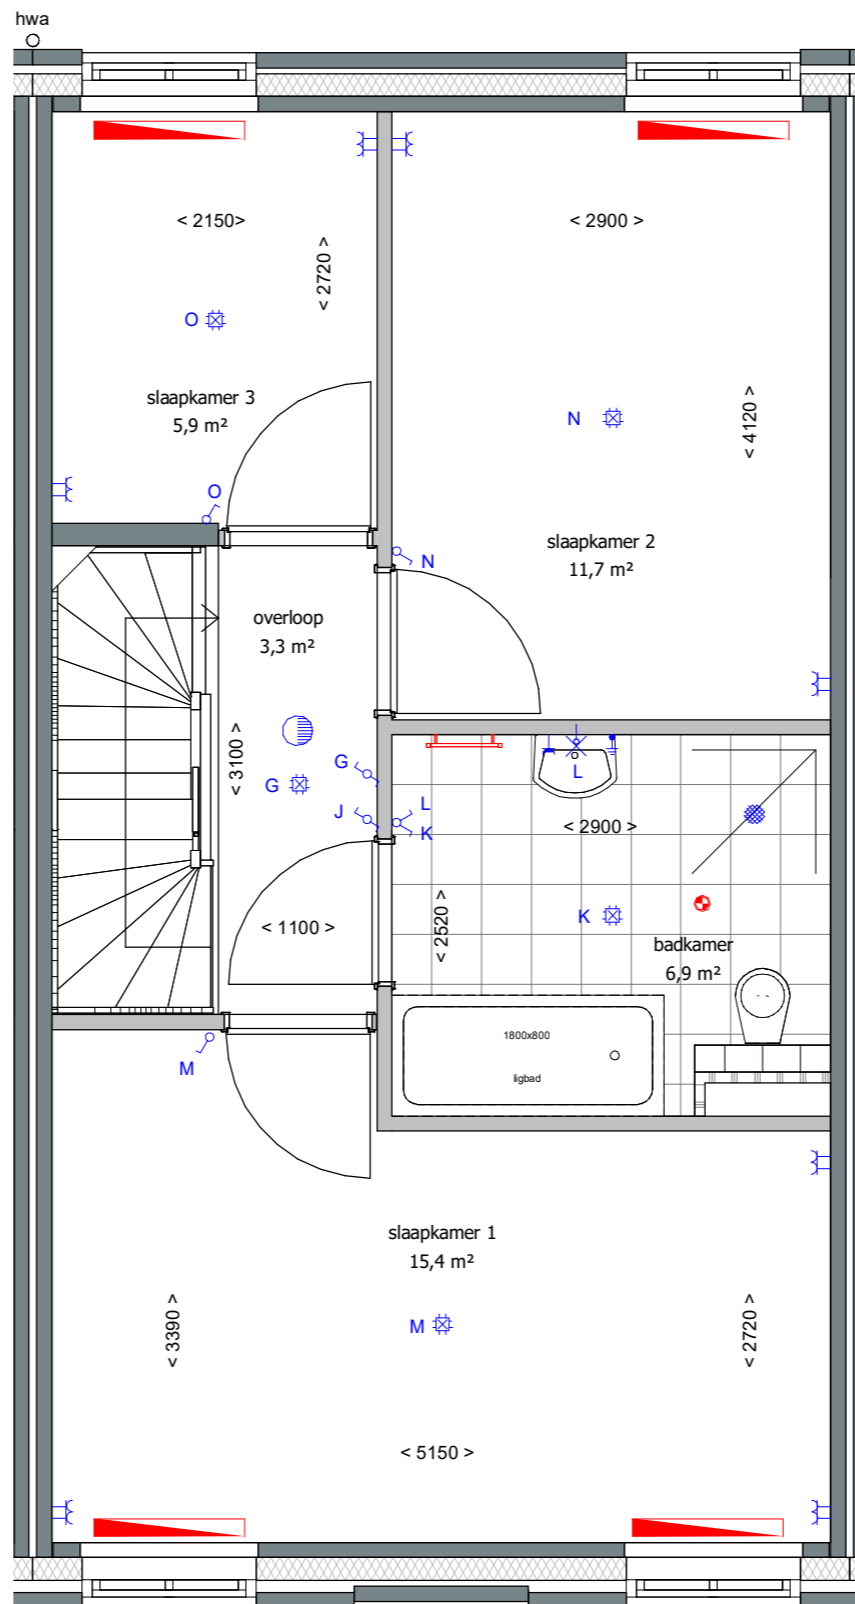 hwa
< 2150>
< 2900 >
< 2720 >
O
slaapkamer 3
5,9 m²
N
< 4120 >
O
slaapkamer 2
11,7 m²
N
overloop
3,3 m²
< 3100 >
G
G
L
J
L
K
< 2900 >
< 1100 >
< 2520 >
K
badkamer
6,9 m²
1800x800
ligbad
M
slaapkamer 1
15,4 m²
< 3390 >
M
< 2720 >
< 5150 >